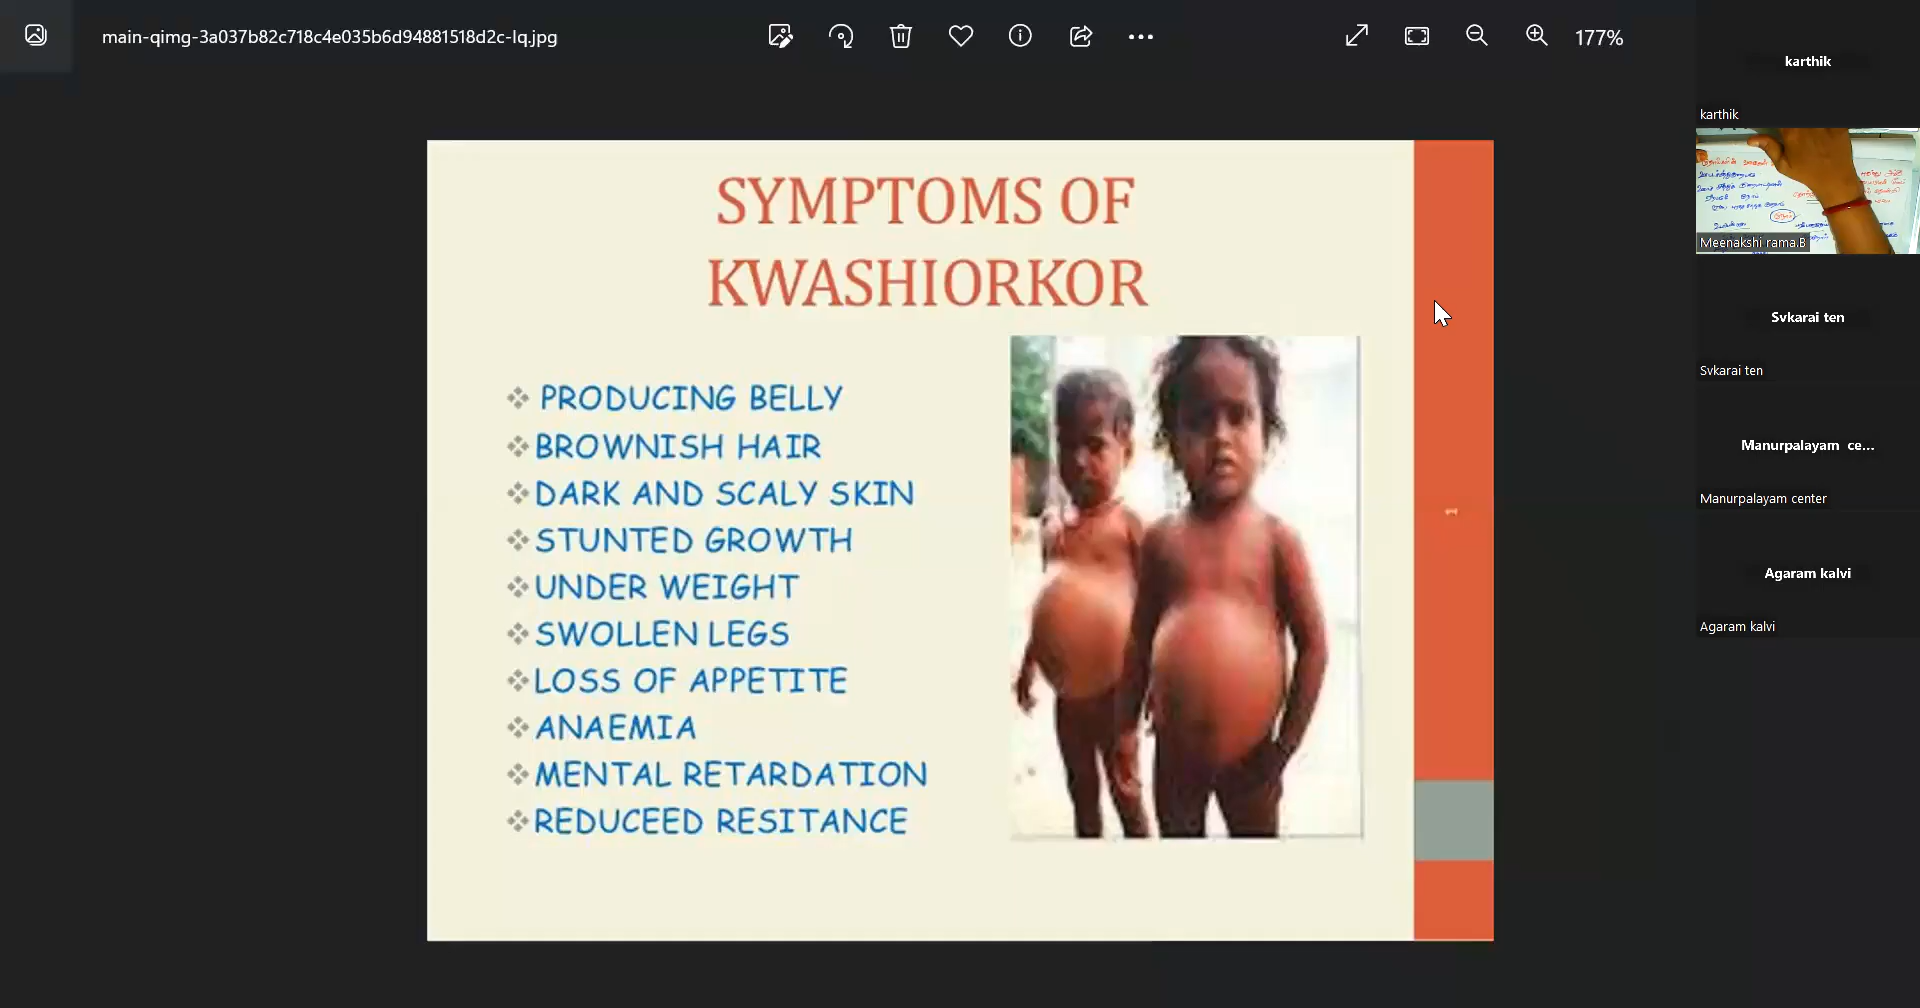 main-qimg-3a037b82c718c4e035b6d94881518d2c-lq.jpg
177%
SYMPTOMS OF
KWASHIORKOR
PRODUCING BELLY
BROWNISH HAIR
DARK AND SCALY SKIN
STUNTED GROWTH
UNDER WEIGHT
SWOLLEN LEGS
LOSS OF APPETITE
ANAEMIA
MENTAL RETARDATION
REDUCEED RESITANCE
1
karthik
karthik
Meenakshi rama.B
Svkarai ten
Svkarai ten
Manurpalayam ce...
Manurpalayam center
Agaram kalvi
Agaram kalvi